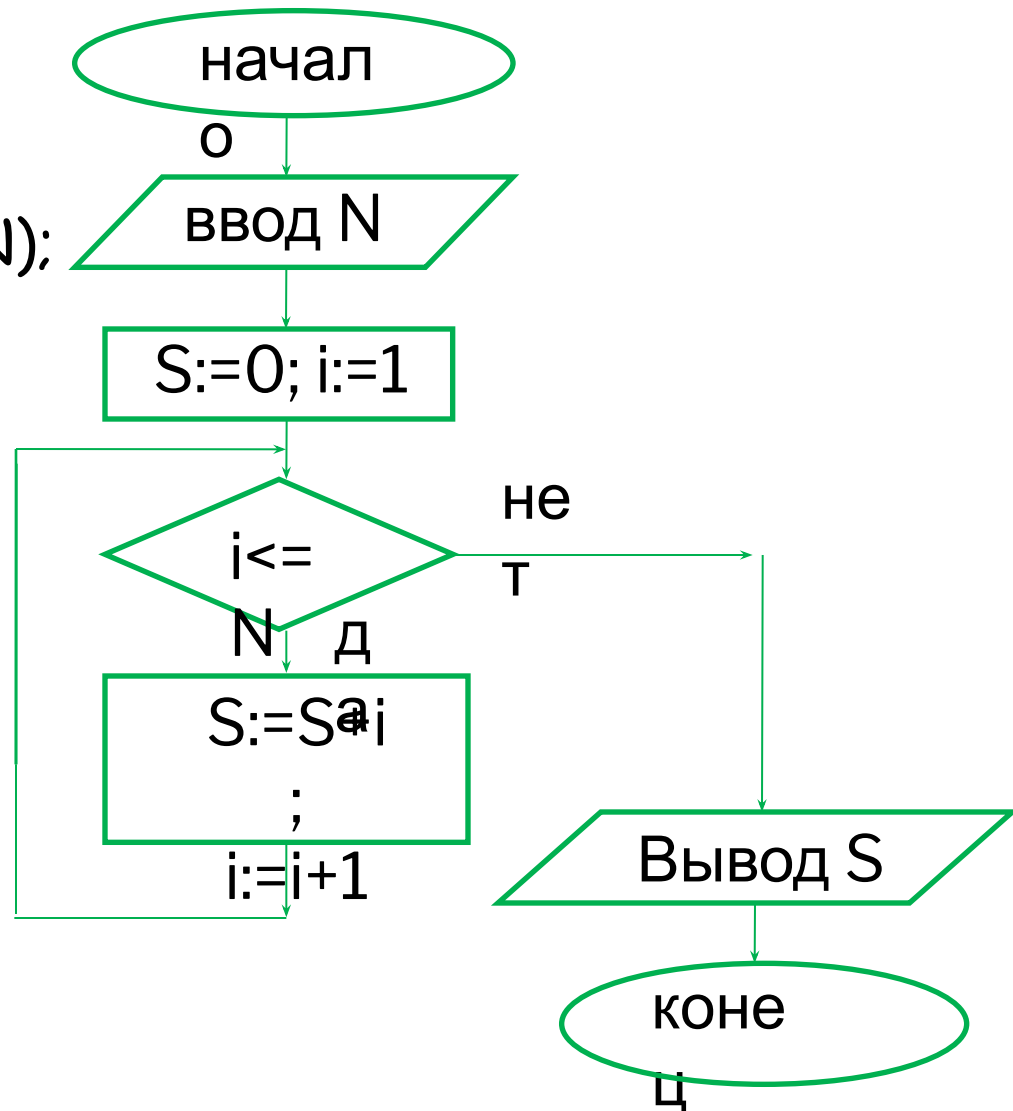 начал
о
ввод N
N);
S:=0; i:=1
i<=
N
не
т
д
а
S:=S+i
;
i:=i+1
Вывод S
коне
ц